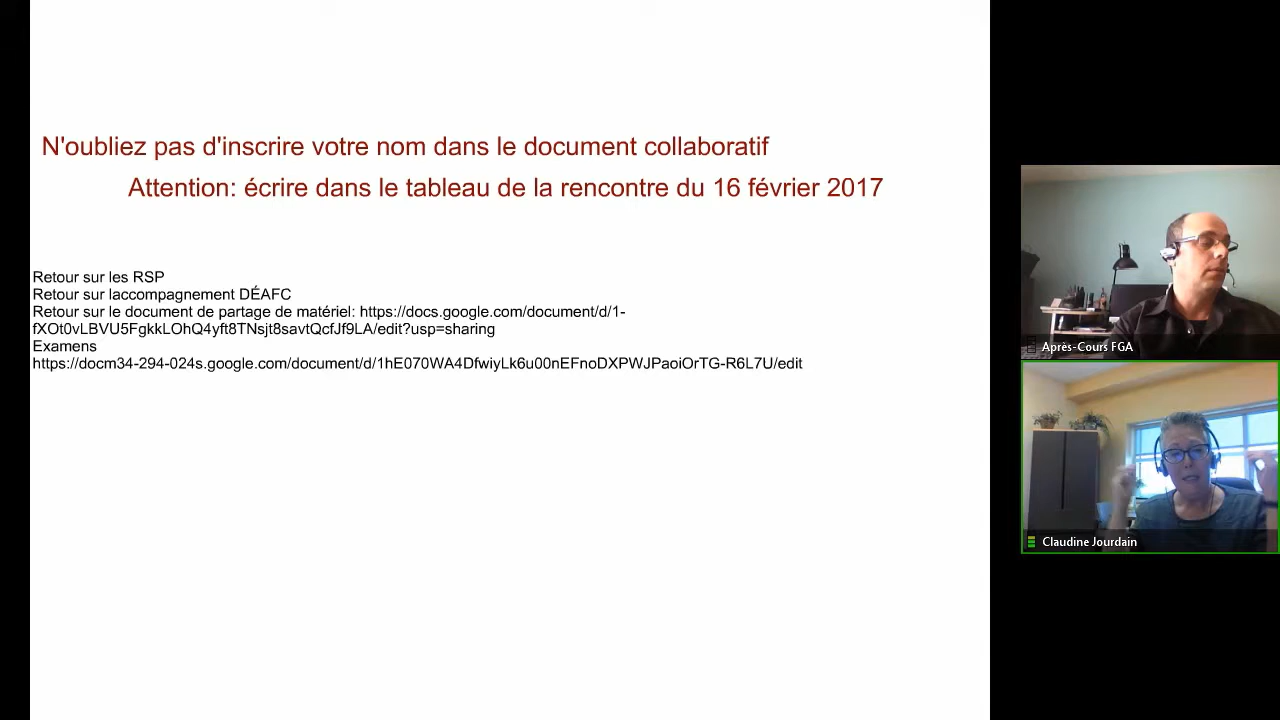 N'oubliez pas d'inscrire votre nom dans le document collaboratif
Attention: écrire dans le tableau de la rencontre du 16 février 2017
Retour sur les RSP
Retour sur laccompagnement DÉAFC
Retour sur le document de partage de matériel: https://docs.google.com/document/d/1-
fXOt0vLBVU5FgkkLOhQ4yft8TNsjt8savtQcfJf9LA/edit?usp=sharing
Examens
https://docm34-294-024s.google.com/document/d/1hE070WA4DfwiyLk6u00nEFnoDXPWJPaoiOrTG-R6L7U/edit
Après-Cours FGA
Claudine Jourdain